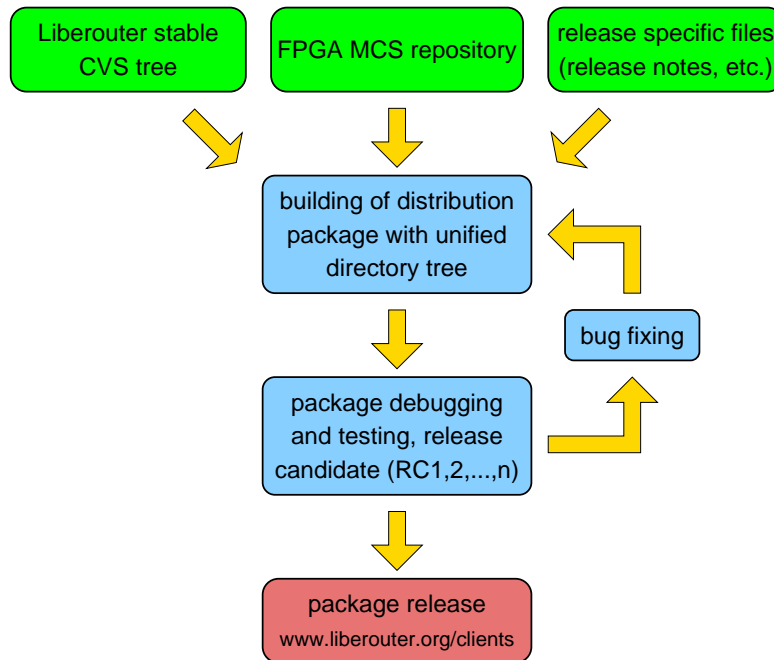 Liberouter stable
CVS tree
FPGA MCS repository
release specific files
(release notes, etc.)
building of distribution
package with unified
directory tree
bug fixing
package debugging
and testing, release
candidate (RC1,2,...,n)
package release
www.liberouter.org/clients